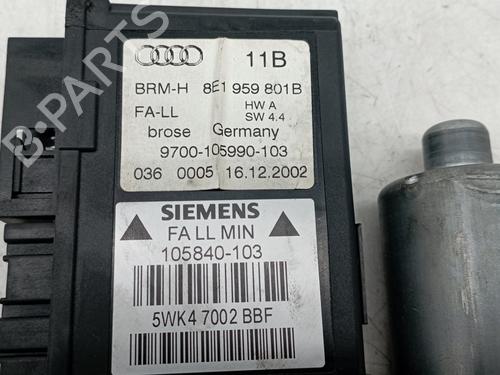 11B
BRM-H 8E1 959 801B
FA-LL HW A
SW 4.4
brose Germany
9700-105990-103
036 0005 16.12.2002
SIEMENS
FA LL MIN
105840-103
5WK4 7002 BBF